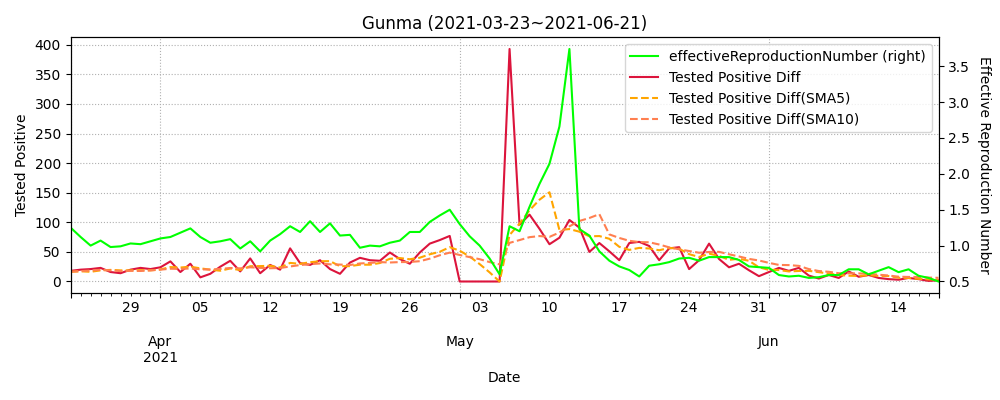 Gunma (2021-03-23~2021-06-21)
effectiveReproductionNumber (right)
Tested Positive Diff
Tested Positive Diff(SMA5)
Tested Positive Diff(SMA10)
Tested Positive
400
350
300
250
200
150
100
50
0
Effective Reproduction Number
3.5
3.0
2.5
2.0
1.5
1.0
0.5
29 05 12 19 26 03 10 17 24 31 07 14
Apr May Jun
2021
Date